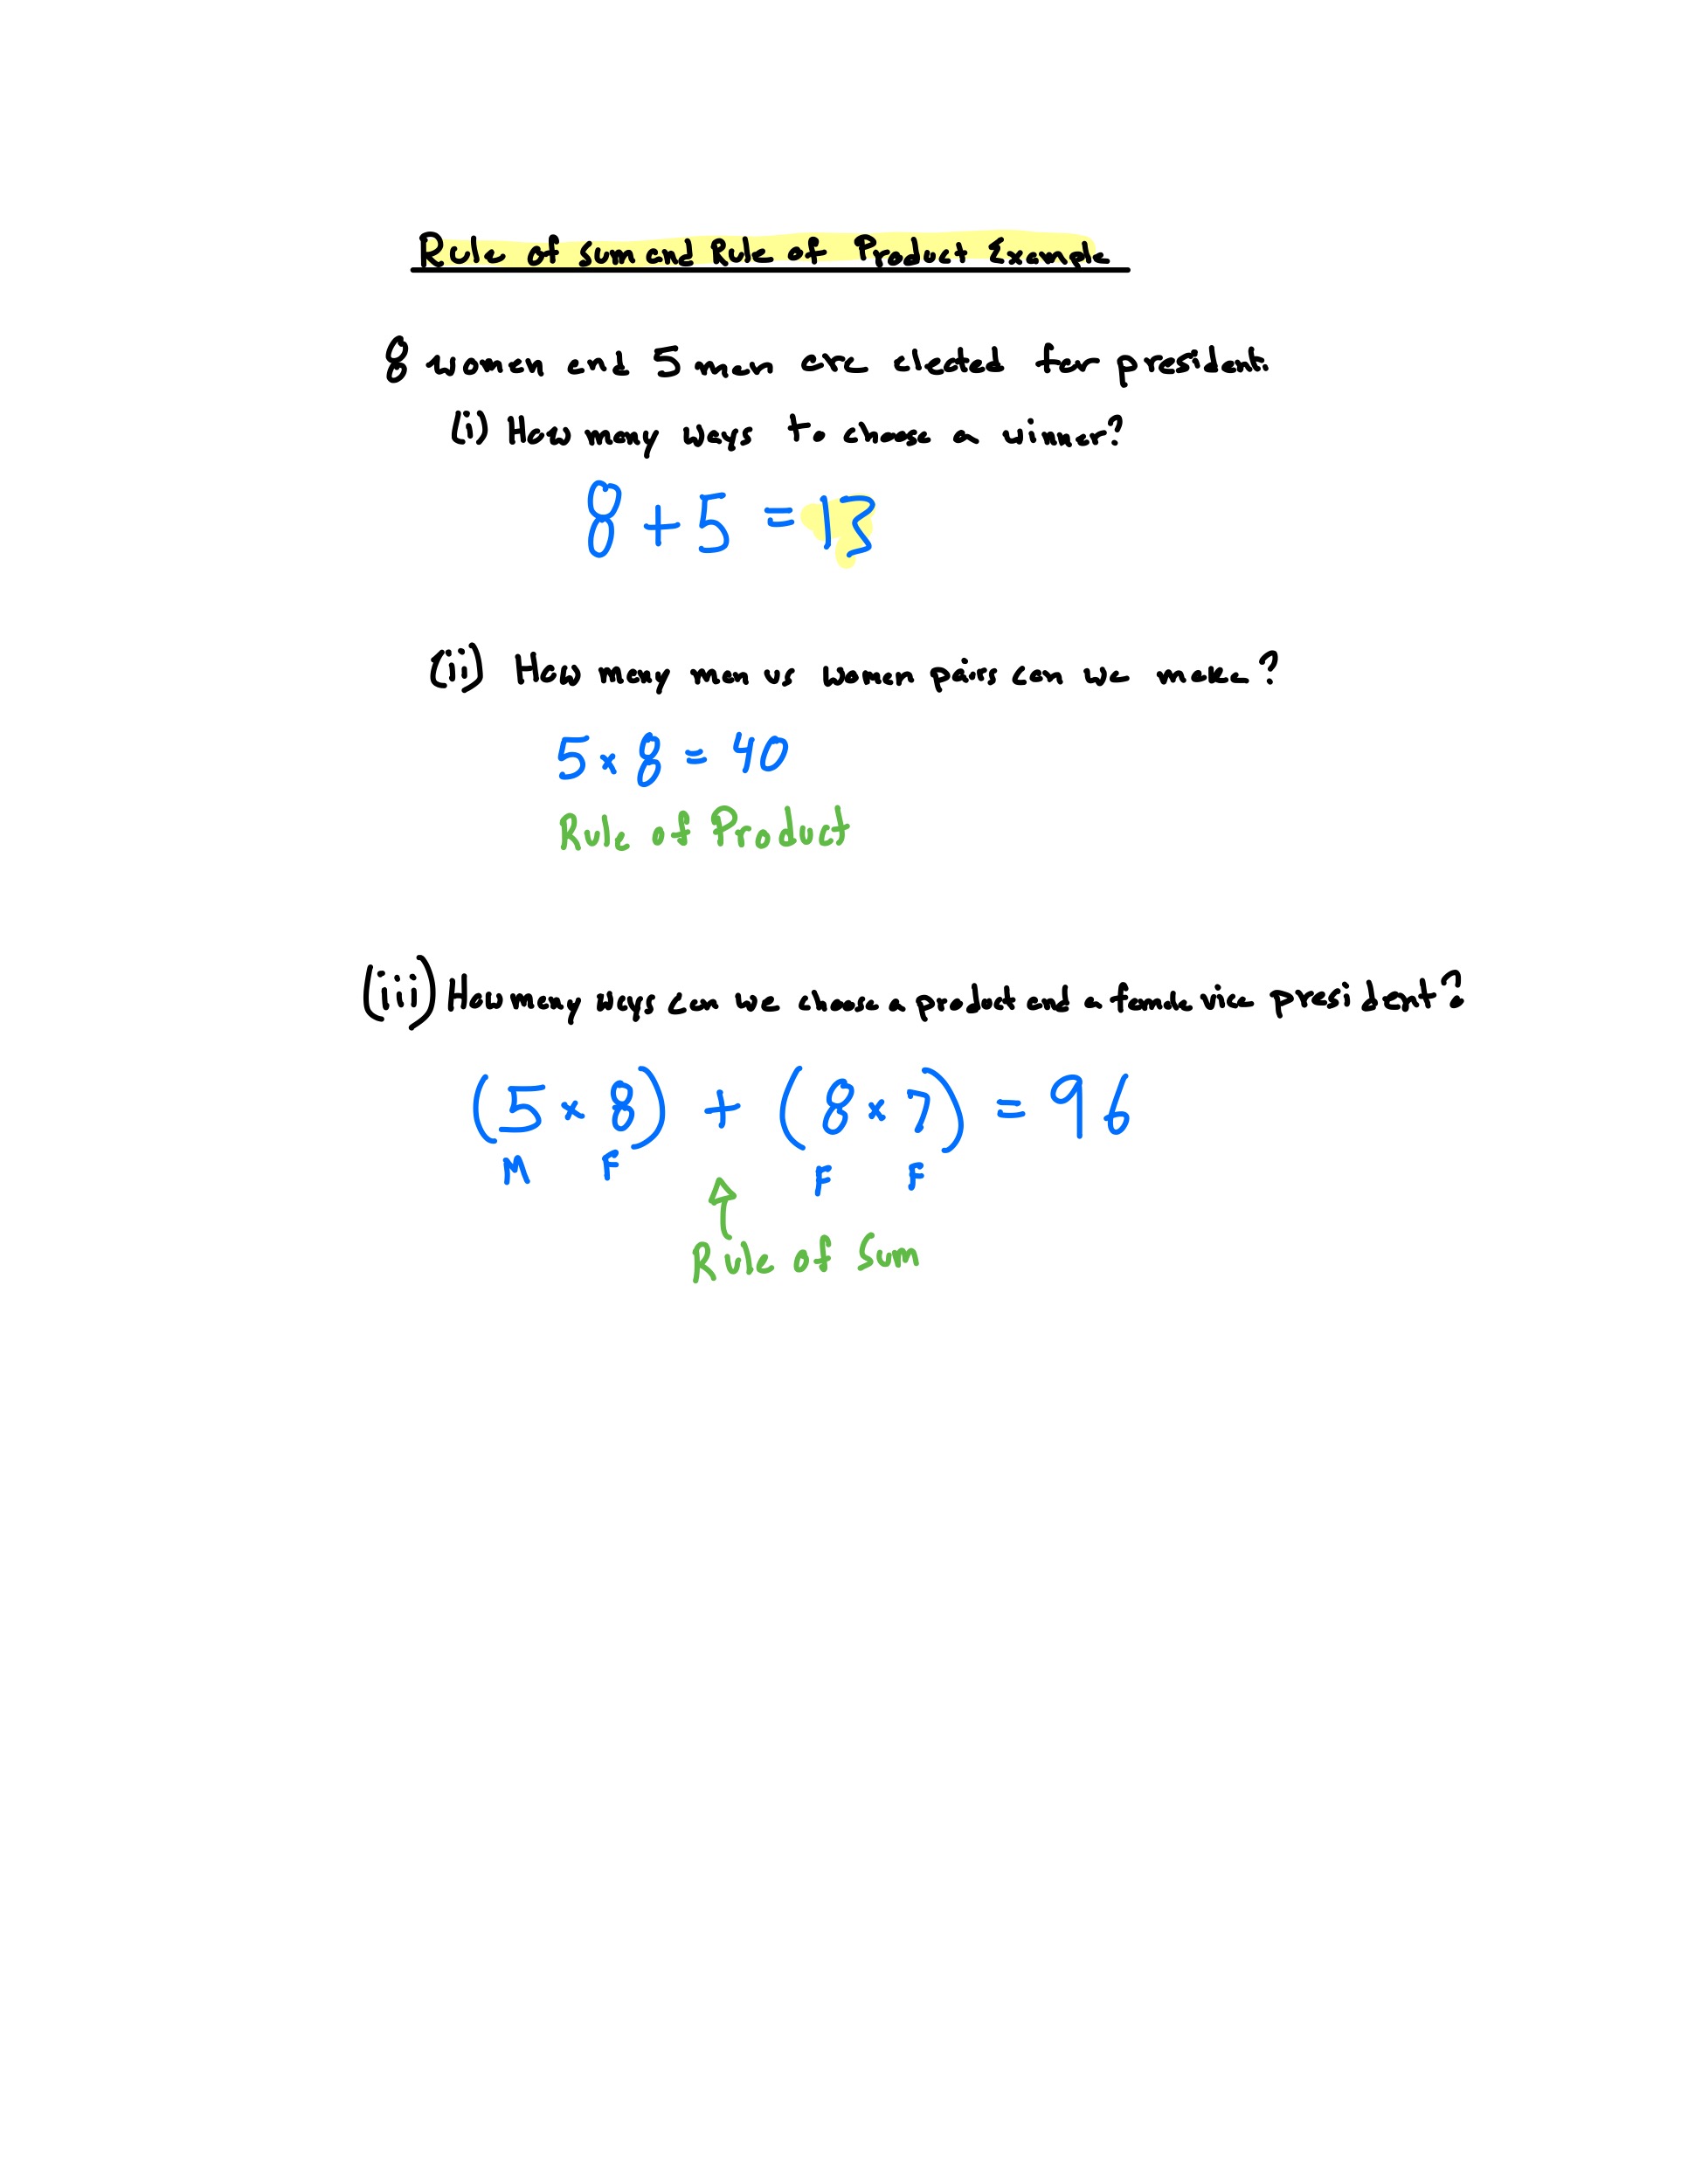 Rule of Sum and Rule of Product Example
8 women and 5 men are elected for president.
(i) How many ways to choose a winner?
8 + 5 = 13
(ii) How many men vs women pairs can we make?
5 × 8 = 40
Rule of Product
(iii) How many ways can we choose a product and a female vice president?
(5 × 8) + (8 × 7) = 96
M F F F
Rule of Sum